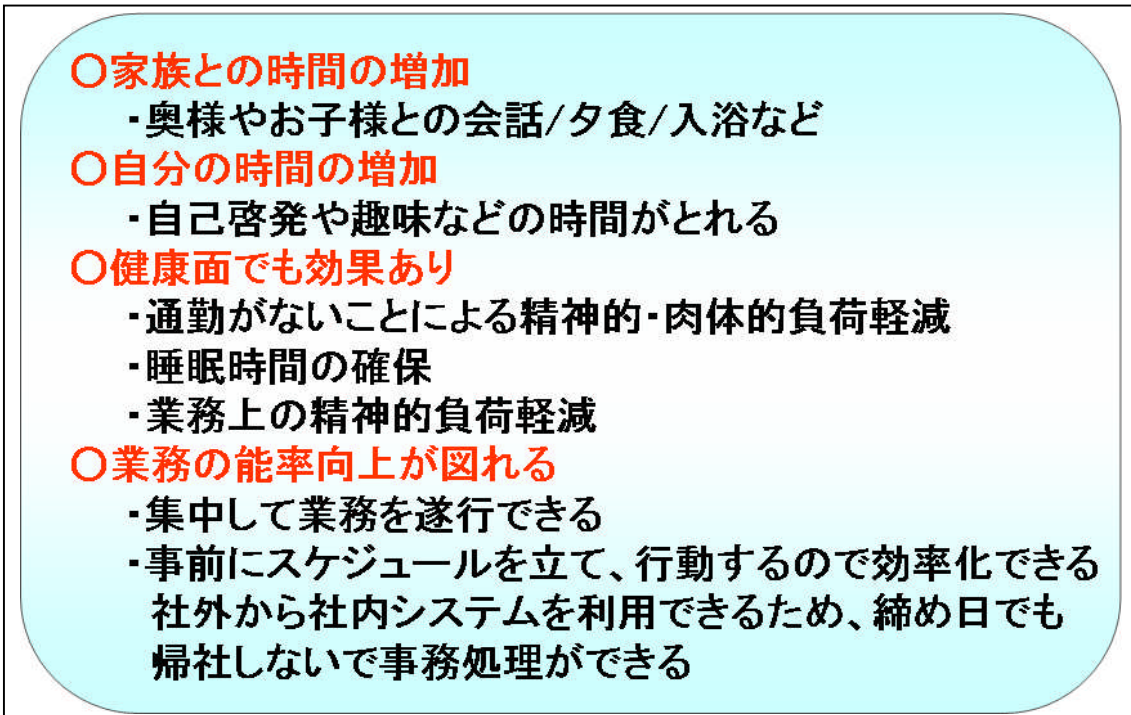 ○家族との時間の増加
・奥様やお子様との会話/夕食/入浴など
○自分の時間の増加
・自己啓発や趣味などの時間がとれる
○健康面でも効果あり
・通勤がないことによる精神的・肉体的負荷軽減
・睡眠時間の確保
・業務上の精神的負荷軽減
○業務の能率向上が図れる
・集中して業務を遂行できる
・事前にスケジュールを立て、行動するので効率化できる
社外から社内システムを利用できるため、締め日でも
帰社しないで事務処理ができる